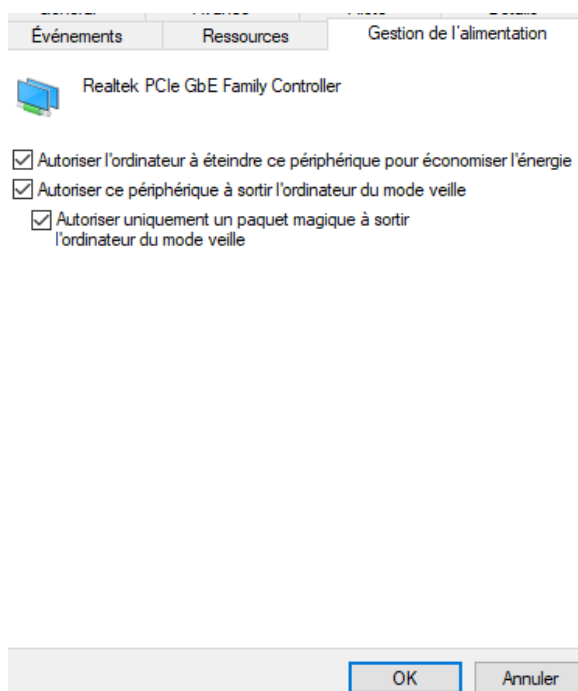 Événements Ressources Gestion de l'alimentation
Realtek PCIe GbE Family Controller
Autoriser l'ordinateur à éteindre ce périphérique pour économiser l'énergie
Autoriser ce périphérique à sortir l'ordinateur du mode veille
Autoriser uniquement un paquet magique à sortir
l'ordinateur du mode veille
OK Annuler